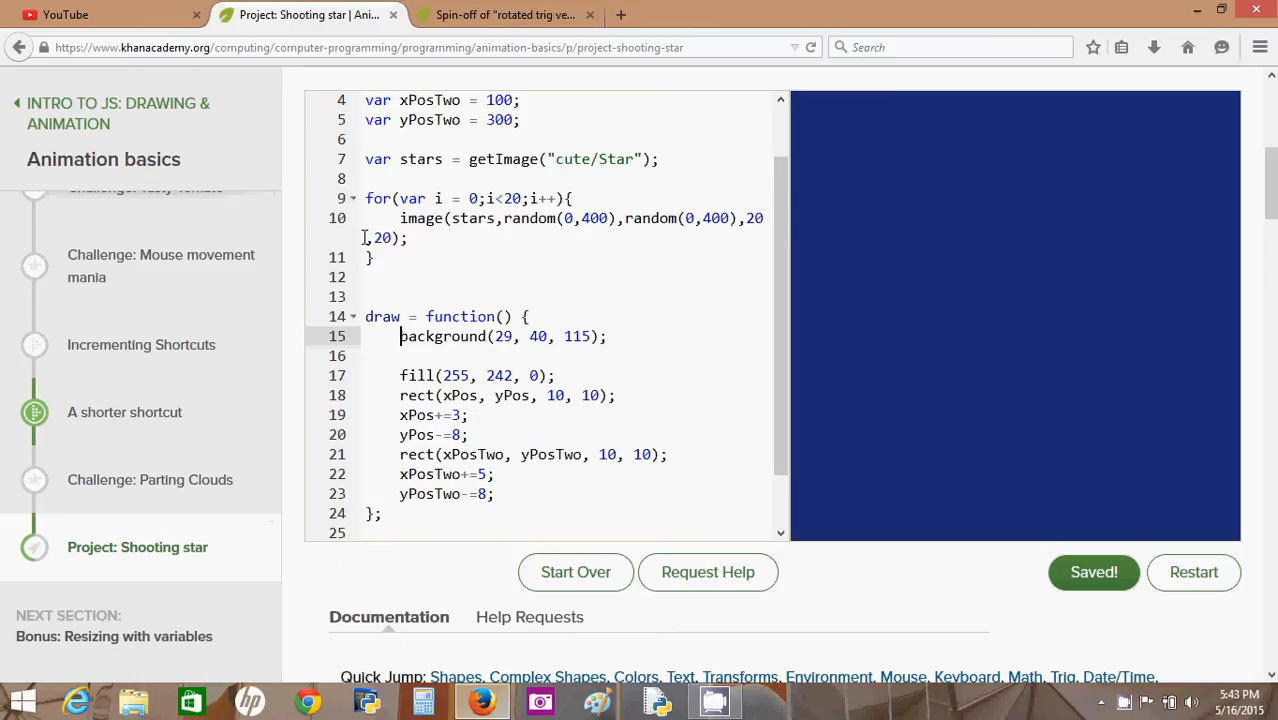 YouTube
Project: Shooting star | Ani...
Spin-off of "rotated trig ve...
https://www.khanacademy.org/computing/computer-programming/programming/animation-basics/p/project-shooting-star
Search
INTRO TO JS: DRAWING &
ANIMATION
Animation basics
Challenge: Mouse movement
mania
Incrementing Shortcuts
A shorter shortcut
Challenge: Parting Clouds
Project: Shooting star
NEXT SECTION:
Bonus: Resizing with variables
4 var xPosTwo = 100;
5 var yPosTwo = 300;
6
7 var stars = getImage("cute/Star");
8
9 for(var i = 0;i<20;i++){
10 image(stars,random(0,400),random(0,400),20
,20);
11 }
12
13
14 draw = function() {
15 background(29, 40, 115);
16
17 fill(255, 242, 0);
18 rect(xPos, yPos, 10, 10);
19 xPos+=3;
20 yPos-=8;
21 rect(xPosTwo, yPosTwo, 10, 10);
22 xPosTwo+=5;
23 yPosTwo-=8;
24 };
25
Start Over
Request Help
Saved!
Restart
Documentation
Help Requests
Quick Jump: Shapes, Complex Shapes, Colors, Text, Transforms, Environment, Mouse, Keyboard, Math, Trig, Date/Time,
hp
5:43 PM
5/16/2015